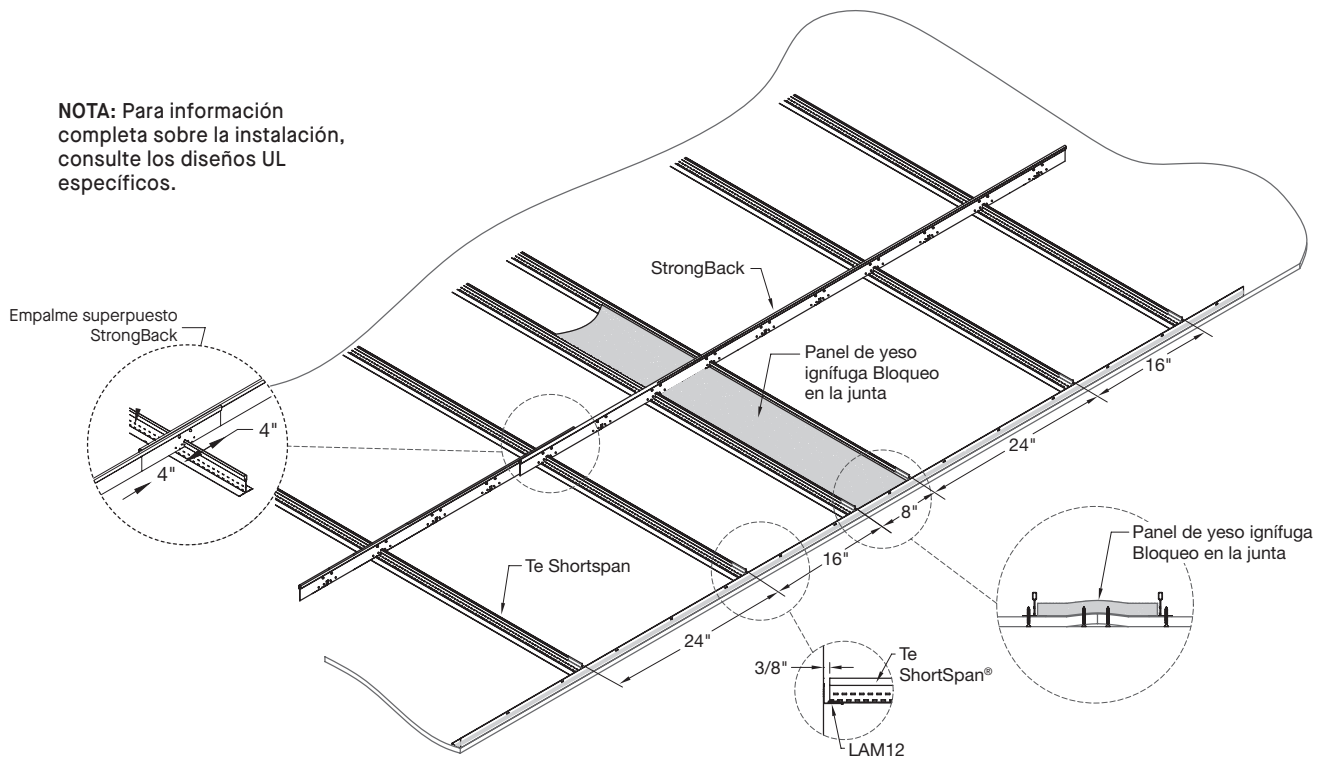 NOTA: Para información
completa sobre la instalación,
consulte los diseños UL
específicos.
StrongBack
Empalme superpuesto
StrongBack
Panel de yeso
ignífuga Bloqueo
en la junta
16"
4"
4"
24"
8"
Panel de yeso ignífuga
Bloqueo en la junta
16"
Te Shortspan
24"
3/8"
Te
ShortSpan®
LAM12